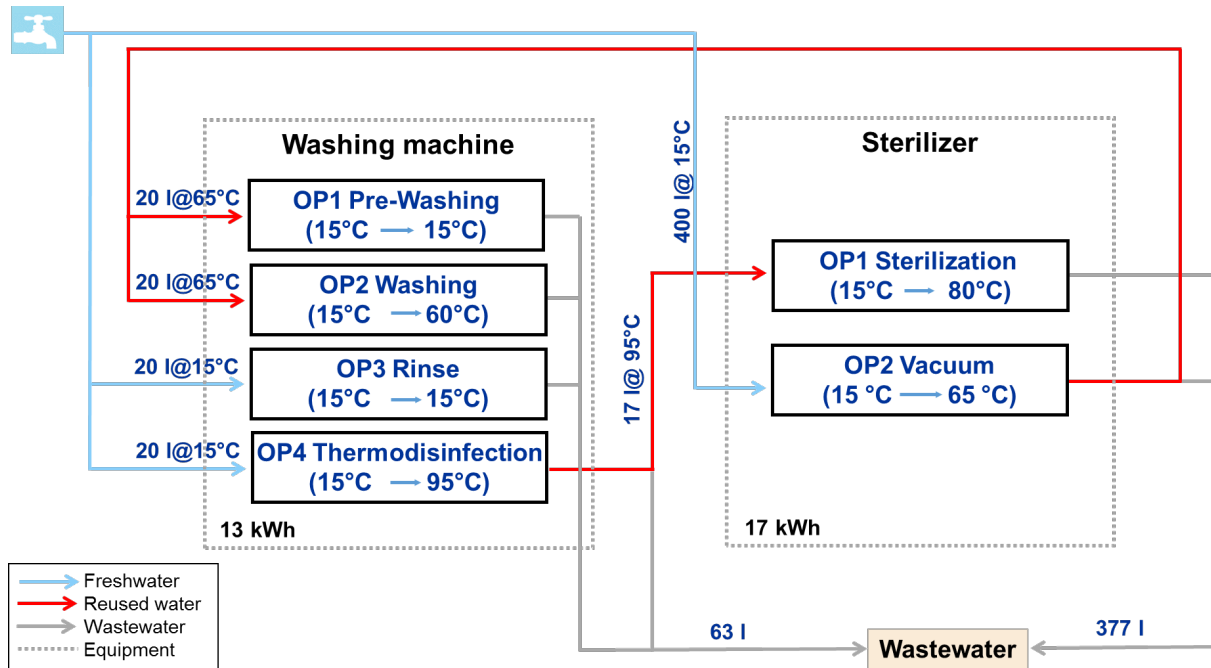 Washing machine
Sterilizer
20 l@65°C
OP1 Pre-Washing
(15°C → 15°C)
20 l@65°C
OP2 Washing
(15°C → 60°C)
20 l@15°C
OP3 Rinse
(15°C → 15°C)
20 l@15°C
OP4 Thermodisinfection
(15°C → 95°C)
13 kWh
17 l@ 95°C
400 l@ 15°C
OP1 Sterilization
(15°C → 80°C)
OP2 Vacuum
(15 °C → 65 °C)
17 kWh
Freshwater
Reused water
Wastewater
Equipment
63 l
Wastewater
377 l